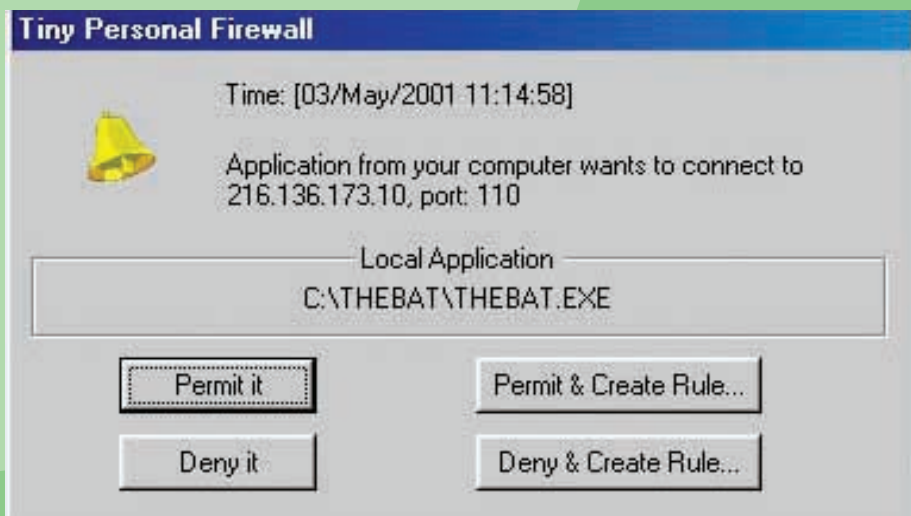 Tiny Personal Firewall
Time: [03/May/2001 11:14:58]
Application from your computer wants to connect to
216.136.173.10, port: 110
Local Application
C:\THEBAT\THEBAT.EXE
Permit it
Permit & Create Rule...
Deny it
Deny & Create Rule...